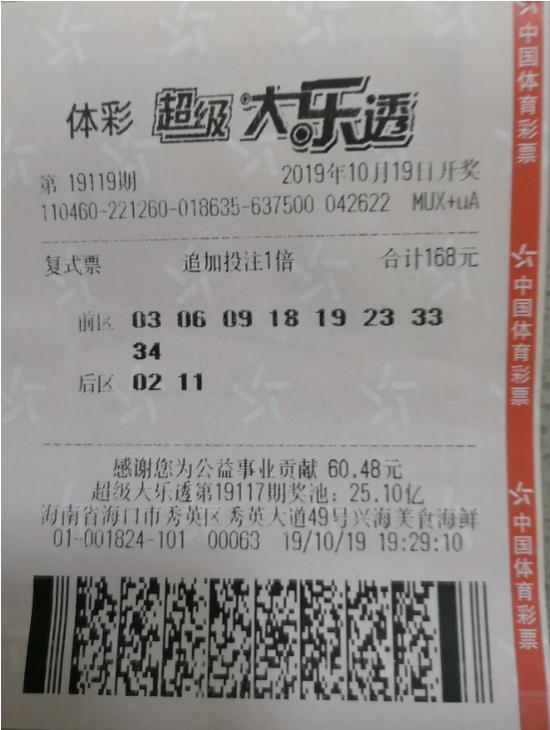 体彩 超级大乐透
第 19119期 2019年10月19日开奖
110460-221260-018635-637500 042622 MUX+uA
复式票 追加投注1倍 合计168元
前区 03 06 09 18 19 23 33
34
后区 02 11
感谢您为公益事业贡献 60.48元
超级大乐透第19117期奖池：25.10亿
海南省海口市秀英区秀英大道49号兴海美食海鲜
01-001824-101 00063 19/10/19 19:29:10
中国体育彩票
中国体育彩票
中国体育彩票